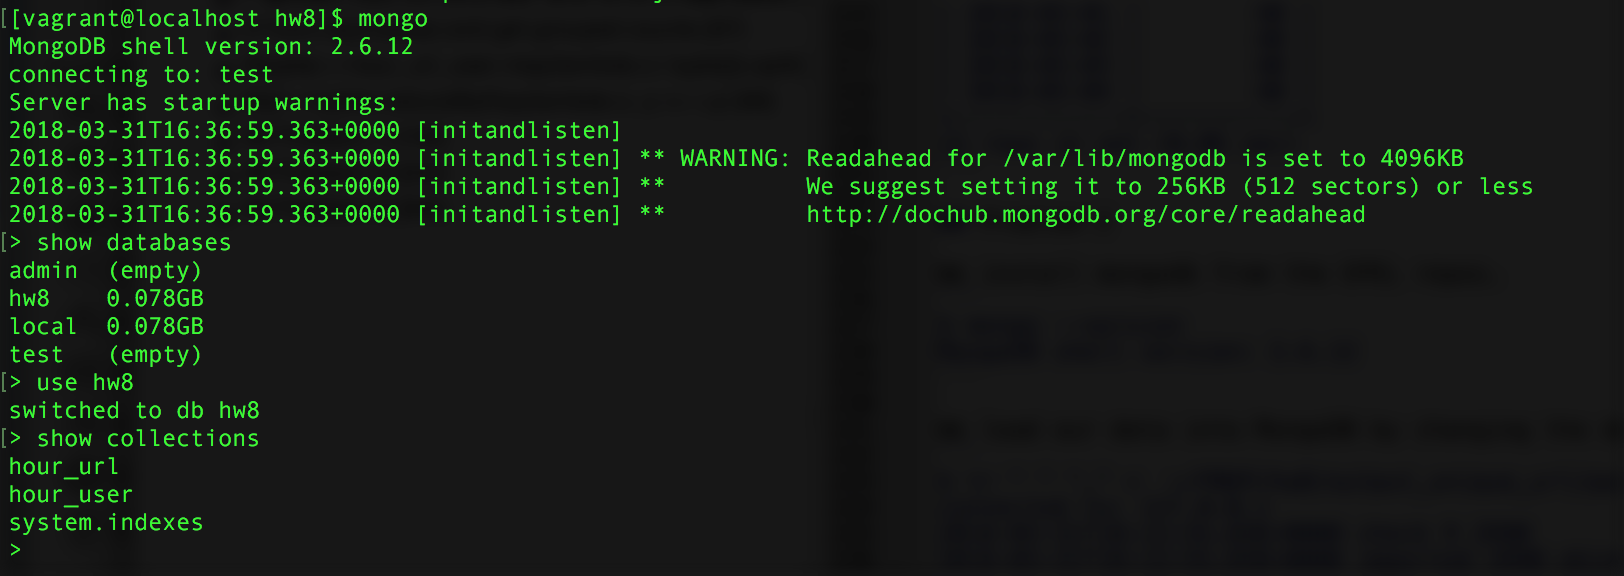 [[vagrant@localhost hw8]$ mongo
MongoDB shell version: 2.6.12
connecting to: test
Server has startup warnings:
2018-03-31T16:36:59.363+0000 [initandlisten]
2018-03-31T16:36:59.363+0000 [initandlisten] ** WARNING: Readahead for /var/lib/mongodb is set to 4096KB
2018-03-31T16:36:59.363+0000 [initandlisten] **          We suggest setting it to 256KB (512 sectors) or less
2018-03-31T16:36:59.363+0000 [initandlisten] **          http://dochub.mongodb.org/core/readahead
[> show databases
admin  (empty)
hw8    0.078GB
local  0.078GB
test   (empty)
[> use hw8
switched to db hw8
[> show collections
hour_url
hour_user
system.indexes
>